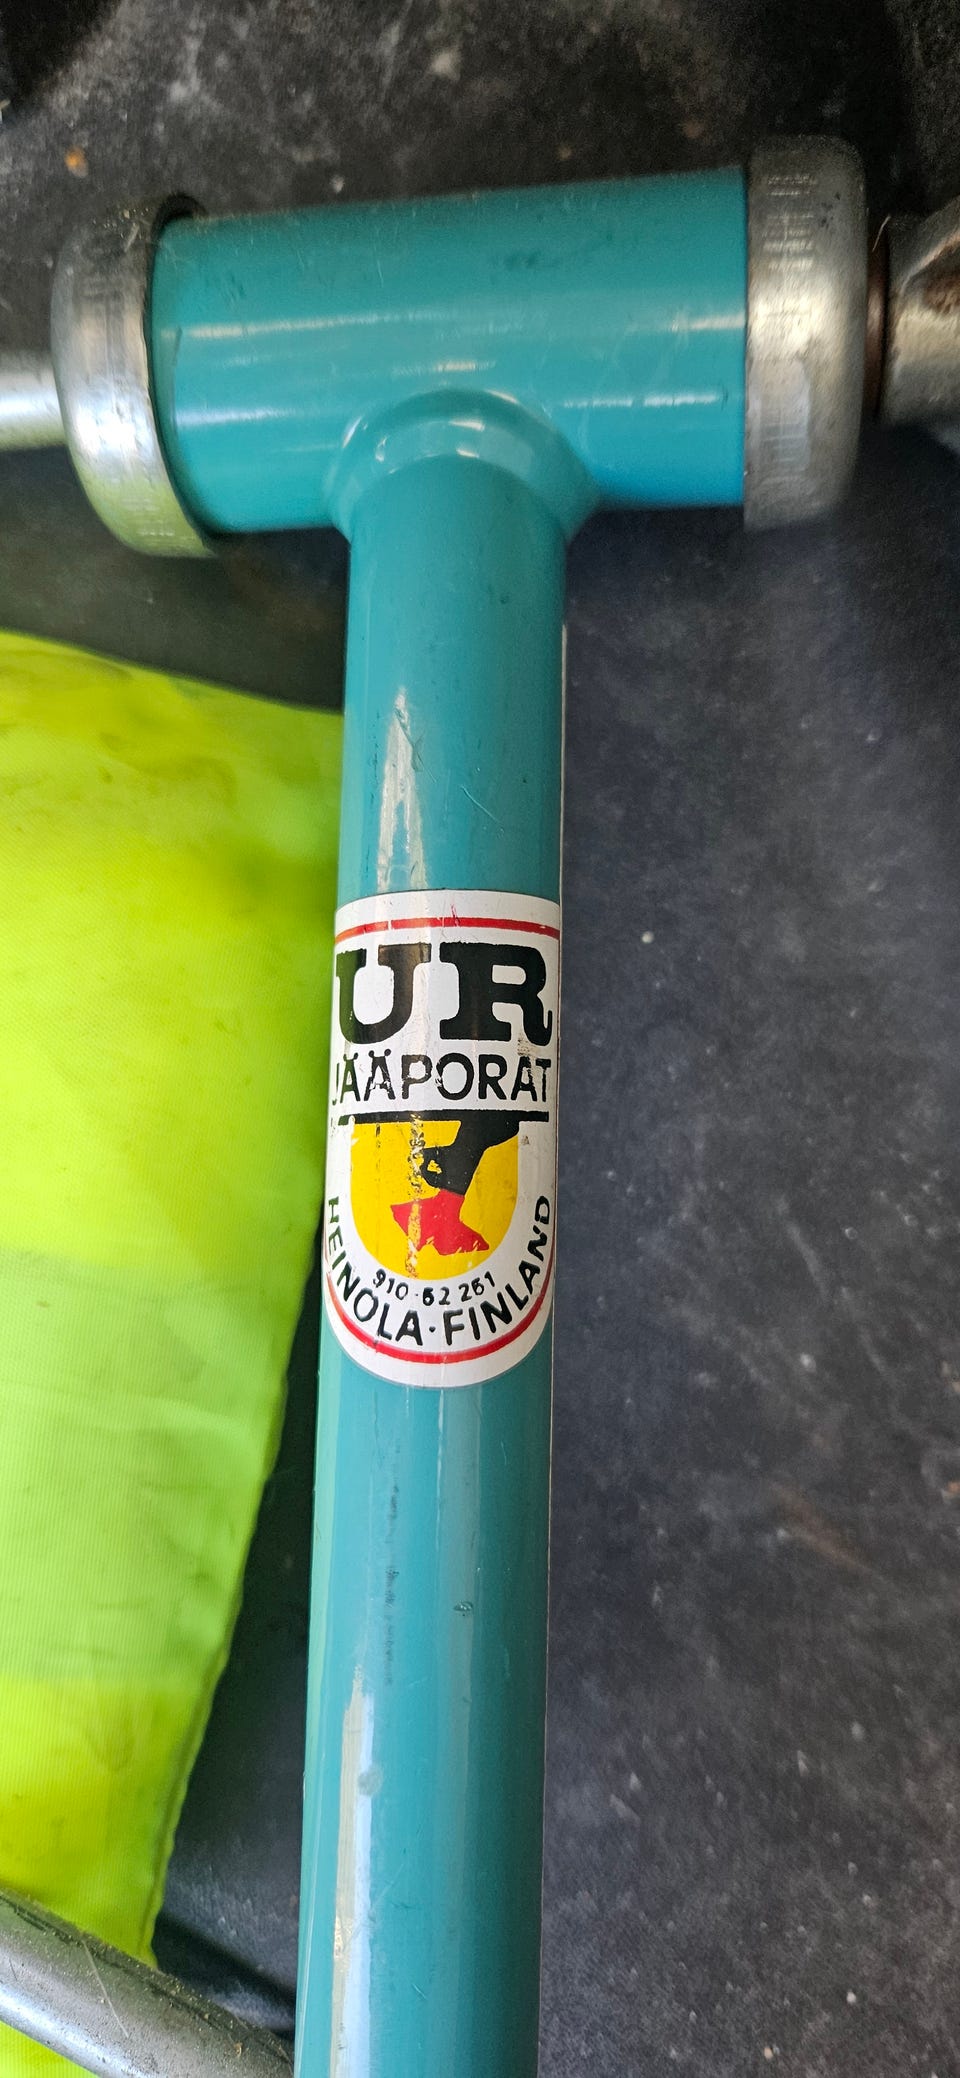 UR
JÄÄPORAT
910-62 261
HEINOLA·FINLAND